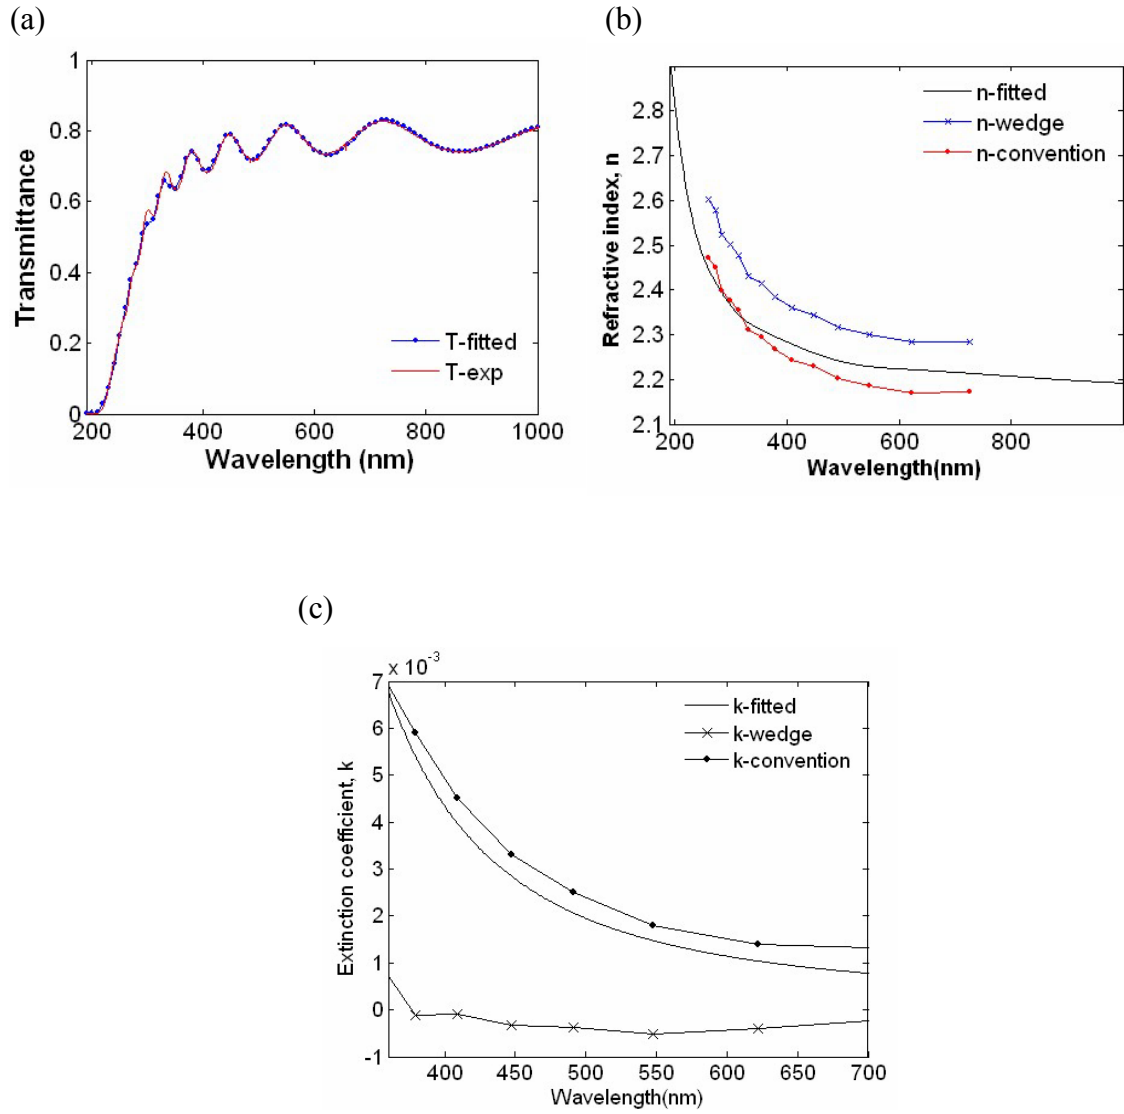 (a)
1
0.8
0.6
0.4
0.2
0
Transmittance
T-fitted
T-exp
200 400 600 800 1000
Wavelength (nm)
(b)
2.8
2.7
2.6
2.5
2.4
2.3
2.2
2.1
Refractive index, n
n-fitted
n-wedge
n-convention
200 400 600 800
Wavelength(nm)
(c)
7 x 10-3
6
5
4
3
2
1
0
-1
Extinction coefficient, k
k-fitted
k-wedge
k-convention
400 450 500 550 600 650 700
Wavelength(nm)